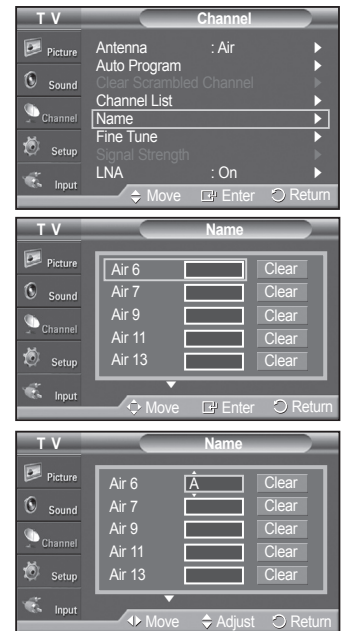 T V
Channel
Picture
Sound
Channel
Setup
Input
Antenna : Air
Auto Program
Clear Scrambled Channel
Channel List
Name
Fine Tune
Signal Strength
LNA : On
Move Enter Return
T V
Name
Picture
Sound
Channel
Setup
Input
Air 6 Clear
Air 7 Clear
Air 9 Clear
Air 11 Clear
Air 13 Clear
Move Enter Return
T V
Name
Picture
Sound
Channel
Setup
Input
Air 6 A Clear
Air 7 Clear
Air 9 Clear
Air 11 Clear
Air 13 Clear
Move Adjust Return